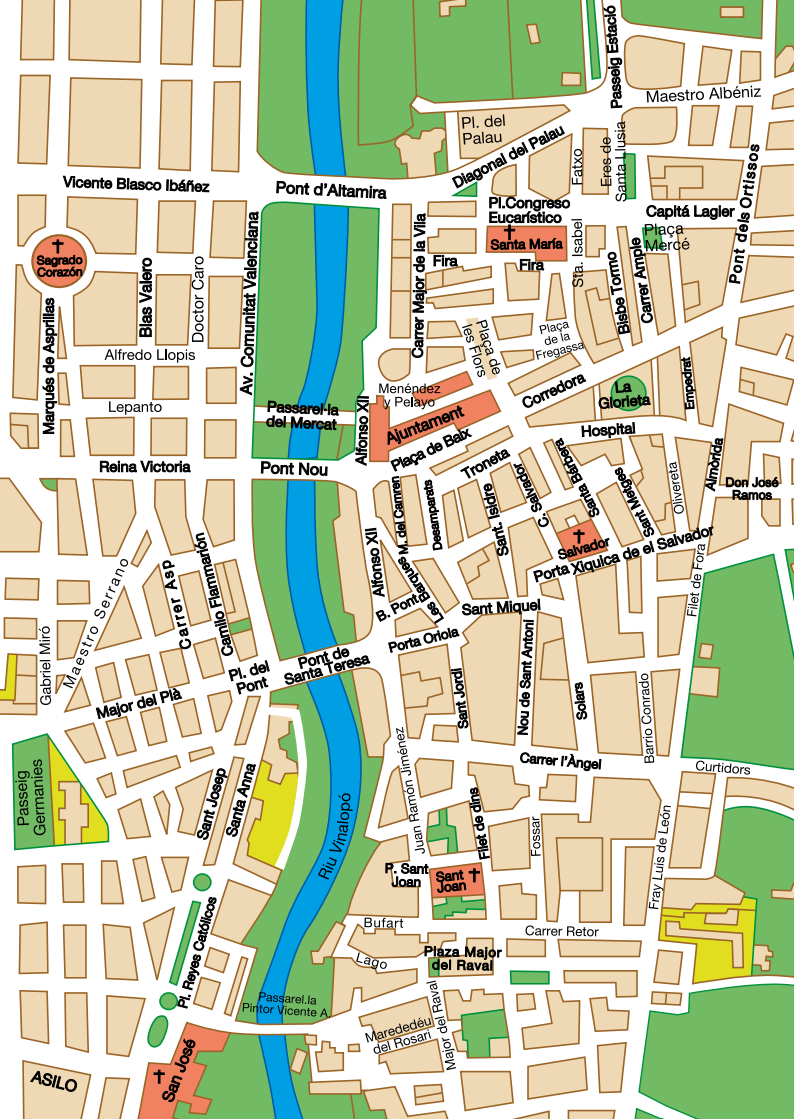 Passeig Estació
Maestro Albéniz
Pl. del
Palau
Diagonal del Palau
Fatxo
Eres de
Santa Llusia
Vicente Blasco Ibáñez
Pont d'Altamira
Pl.Congreso
Eucarístico
Capitá Lagier
Pont dels Ortissos
Sagrado
Corazón
Blas Valero
Doctor Caro
Av. Comunitat Valenciana
Carrer Major de la Vila
Santa María
Fira
Fira
Sta. Isabel
Plaça
Mercé
Bisbe Tormo
Carrer Ample
Marqués de Asprillas
Alfredo Llopis
Plaça de
les Flors
Plaça
de la
Fregassa
Lepanto
Passarel·la
del Mercat
Alfonso XII
Menéndez
y Pelayo
Ajuntament
Corredora
La
Glorieta
Empedrat
Reina Victoria
Pont Nou
Plaça de Baix
Troneta
Hospital
Santa Bárbera
C. Salvador
Sant Metges
Olivereta
Almòrida
Don José
Ramos
M. del Camren
Desamparats
Sant. Isidre
Salvador
Porta Xiquica de el Salvador
Alfonso XII
Les Barques
B. Pont
Sant Miquel
Porta Oriola
Filet de Fora
Maestro Serrano
Carrer Asp
Camilo Flammarión
Gabriel Miró
Pl. del
Pont
Pont de
Santa Teresa
Major del Plà
Sant Jordi
Nou de Sant Antoni
Solars
Barrio Conrado
Carrer l'Àngel
Curtidors
Passeig
Germanies
Sant Josep
Santa Anna
Riu Vinalopó
Juan Ramón Jiménez
Filet de dins
Fossar
Fray Luis de León
P. Sant
Joan
Sant
Joan
Pl. Reyes Católicos
Bufart
Lago
Carrer Retor
Plaza Major
del Raval
Passarel.la
Pintor Vicente A.
Marededéu
del Rosari
Major del Raval
ASILO
San José